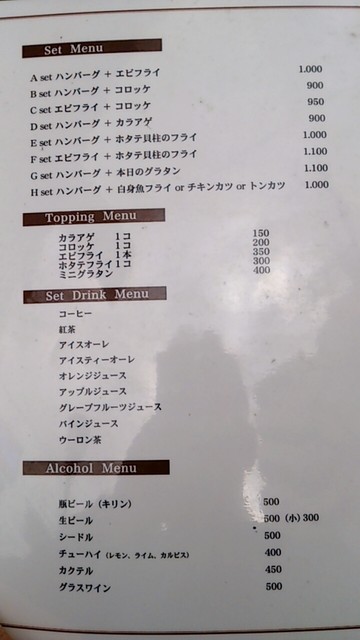 Set Menu
A set ハンバーグ + エビフライ 1.000
B set ハンバーグ + コロッケ 900
C set エビフライ + コロッケ 950
D set ハンバーグ + カラアゲ 900
E set ハンバーグ + ホタテ貝柱のフライ 1.000
F set エビフライ + ホタテ貝柱のフライ 1.100
G set ハンバーグ + 本日のグラタン 1.100
H set ハンバーグ + 白身魚フライ or チキンカツ or トンカツ 1.000
Topping Menu
カラアゲ 1コ 150
コロッケ 1コ 200
エビフライ 1本 350
ホタテフライ1コ 300
ミニグラタン 400
Set Drink Menu
コーヒー
紅茶
アイスオーレ
アイスティーオーレ
オレンジジュース
アップルジュース
グレープフルーツジュース
パインジュース
ウーロン茶
Alcohol Menu
瓶ビール (キリン) 500
生ビール 500 (小) 300
シードル 500
チューハイ (レモン、ライム、カルピス) 400
カクテル 450
グラスワイン 500